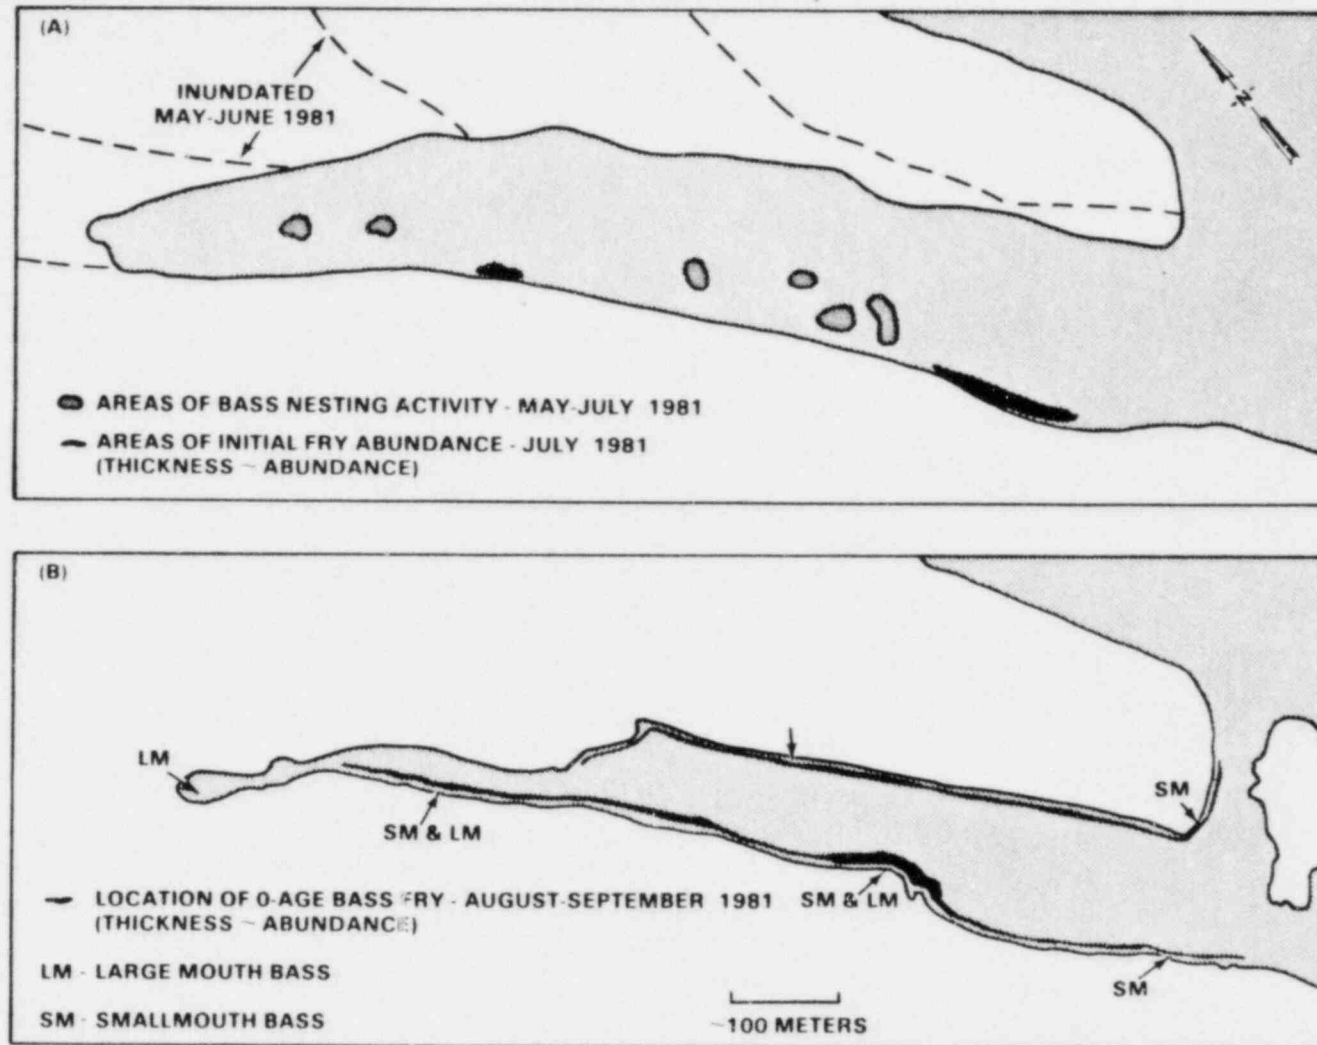 (A)
INUNDATED
MAY-JUNE 1981
N
AREAS OF BASS NESTING ACTIVITY - MAY-JULY 1981
AREAS OF INITIAL FRY ABUNDANCE - JULY 1981
(THICKNESS ~ ABUNDANCE)
(B)
LM
SM & LM
SM
LOCATION OF 0-AGE BASS FRY - AUGUST-SEPTEMBER 1981
(THICKNESS ~ ABUNDANCE)
SM & LM
SM
LM - LARGE MOUTH BASS
SM - SMALLMOUTH BASS
~100 METERS